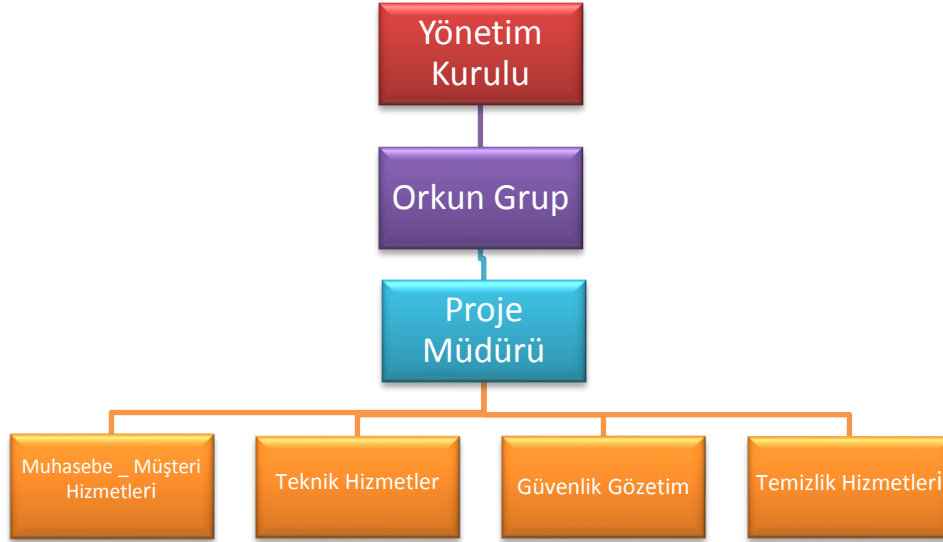 Yönetim
Kurulu
Orkun Grup
Proje
Müdürü
Muhasebe _ Müşteri
Hizmetleri
Teknik Hizmetler
Güvenlik Gözetim
Temizlik Hizmetleri